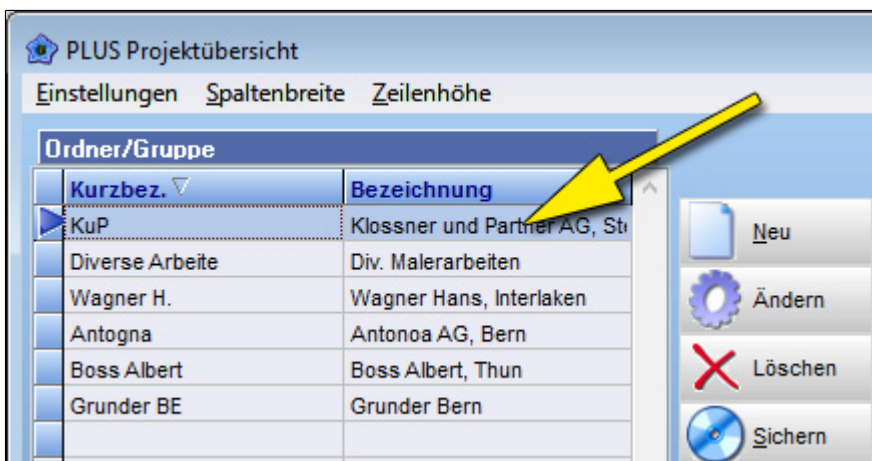 PLUS Projektübersicht
Einstellungen Spaltenbreite Zeilenhöhe
Ordner/Gruppe
Kurzbez. Bezeichnung
KuP Klossner und Partner AG,
Diverse Arbeite Div. Malerarbeiten
Wagner H. Wagner Hans, Interlaken
Antogna Antonoa AG, Bern
Boss Albert Boss Albert, Thun
Grunder BE Grunder Bern
Neu
Ändern
Löschen
Sichern